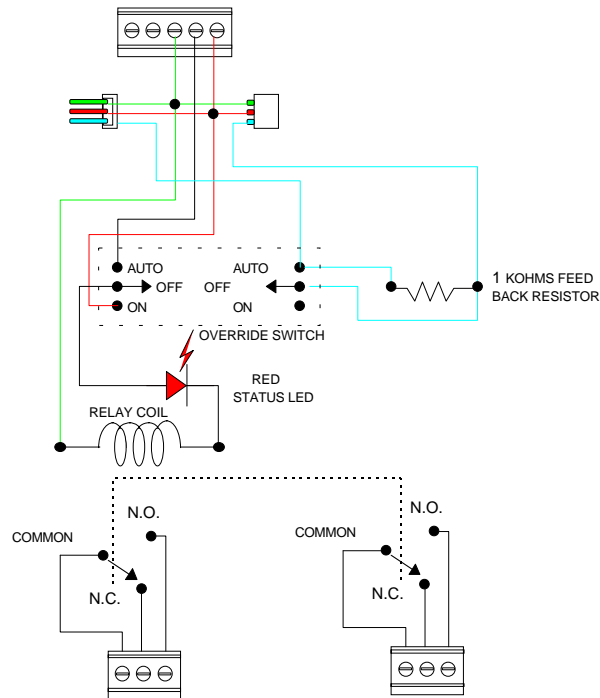 AUTO
OFF
ON
AUTO
OFF
ON
OVERRIDE SWITCH
1 KOHMS FEED
BACK RESISTOR
RED
STATUS LED
RELAY COIL
COMMON
N.O.
N.C.
COMMON
N.O.
N.C.